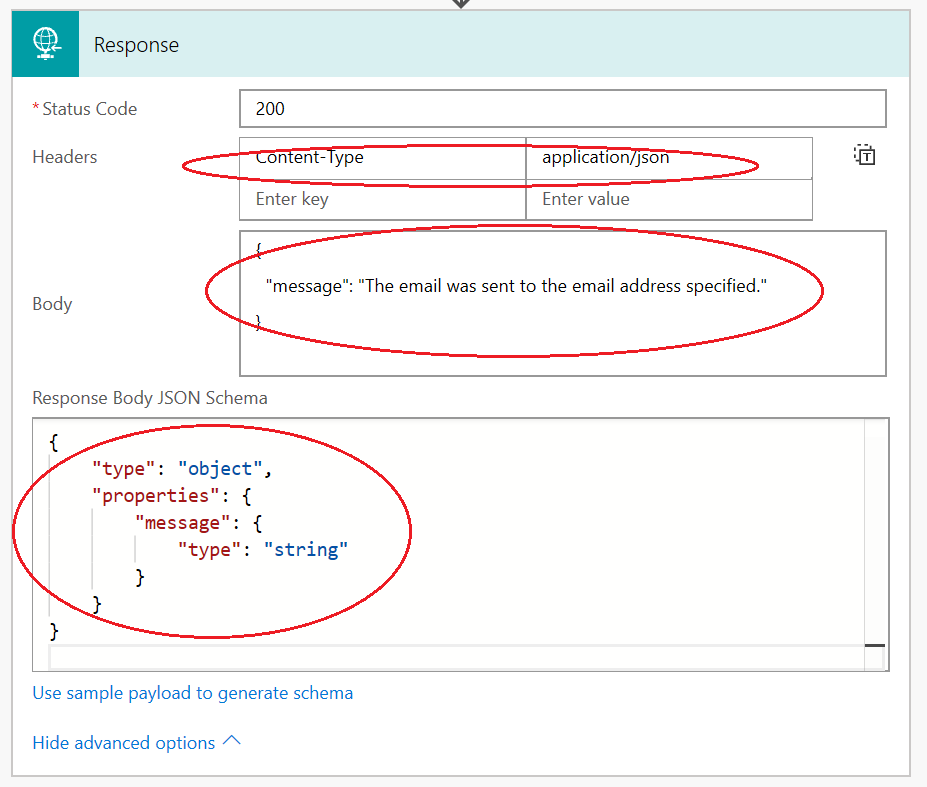 Response
* Status Code
200
Headers
Content-Type application/json
Enter key Enter value
Body
{
"message": "The email was sent to the email address specified."
}
Response Body JSON Schema
{
"type": "object",
"properties": {
"message": {
"type": "string"
}
}
}
Use sample payload to generate schema
Hide advanced options